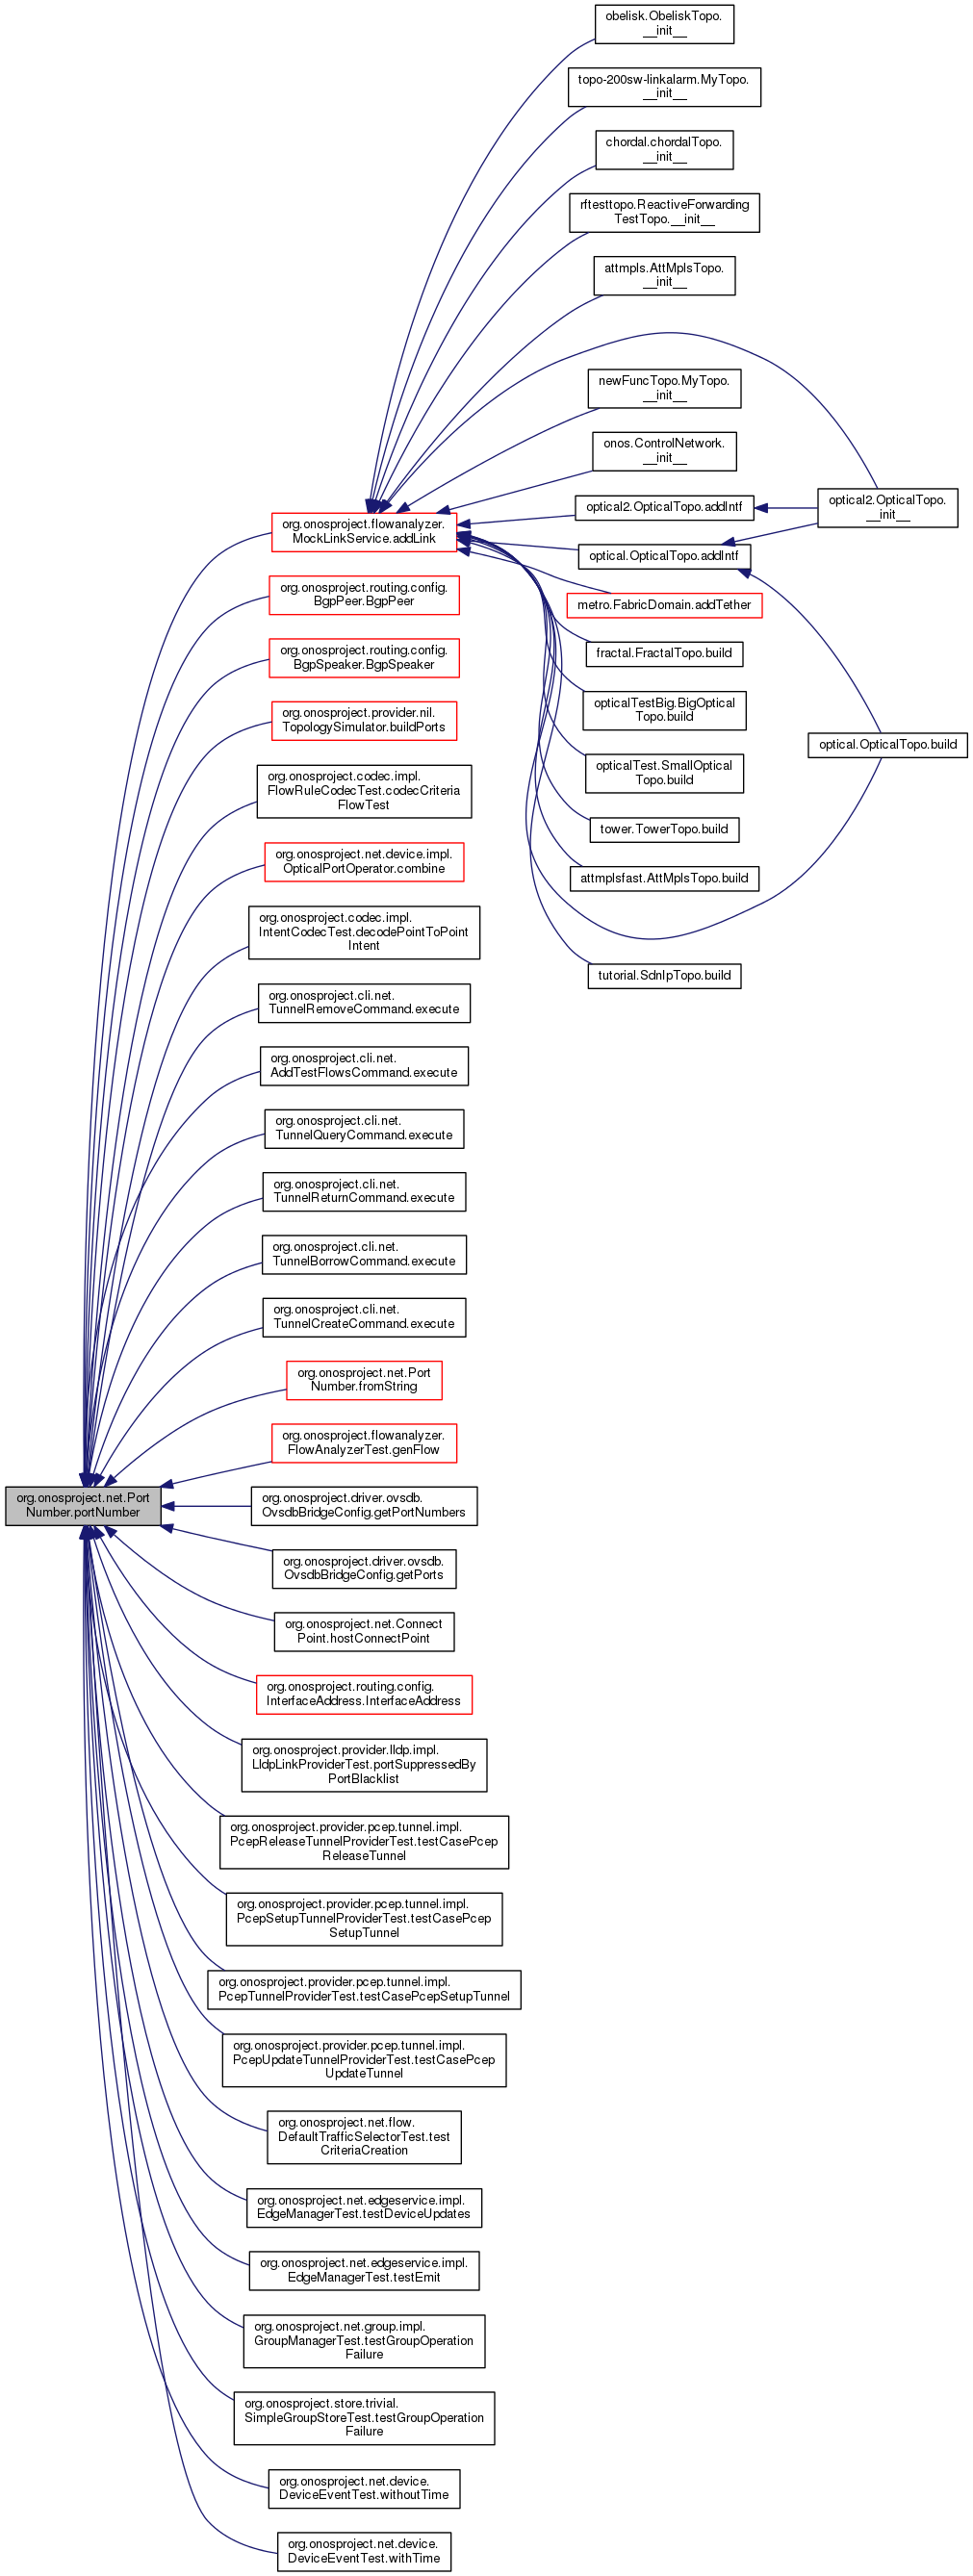 obelisk.ObeliskTopo.
__init__
topo-200sw-linkalarm.MyTopo.
__init__
chordal.chordalTopo.
__init__
rftesttopo.ReactiveForwarding
TestTopo.__init__
attmpls.AttMplsTopo.
__init__
newFuncTopo.MyTopo.
__init__
onos.ControlNetwork.
__init__
optical2.OpticalTopo.addIntf
optical2.OpticalTopo.
__init__
org.onosproject.flowanalyzer.
MockLinkService.addLink
optical.OpticalTopo.addIntf
metro.FabricDomain.addTether
fractal.FractalTopo.build
opticalTestBig.BigOptical
Topo.build
optical.OpticalTopo.build
opticalTest.SmallOptical
Topo.build
tower.TowerTopo.build
attmplsfast.AttMplsTopo.build
tutorial.SdnIpTopo.build
org.onosproject.routing.config.
BgpPeer.BgpPeer
org.onosproject.routing.config.
BgpSpeaker.BgpSpeaker
org.onosproject.provider.nil.
TopologySimulator.buildPorts
org.onosproject.codec.impl.
FlowRuleCodecTest.codecCriteria
FlowTest
org.onosproject.net.device.impl.
OpticalPortOperator.combine
org.onosproject.codec.impl.
IntentCodecTest.decodePointToPoint
Intent
org.onosproject.cli.net.
TunnelRemoveCommand.execute
org.onosproject.cli.net.
AddTestFlowsCommand.execute
org.onosproject.cli.net.
TunnelQueryCommand.execute
org.onosproject.cli.net.
TunnelReturnCommand.execute
org.onosproject.cli.net.
TunnelBorrowCommand.execute
org.onosproject.cli.net.
TunnelCreateCommand.execute
org.onosproject.net.Port
Number.fromString
org.onosproject.flowanalyzer.
FlowAnalyzerTest.genFlow
org.onosproject.net.Port
Number.portNumber
org.onosproject.driver.ovsdb.
OvsdbBridgeConfig.getPortNumbers
org.onosproject.driver.ovsdb.
OvsdbBridgeConfig.getPorts
org.onosproject.net.Connect
Point.hostConnectPoint
org.onosproject.routing.config.
InterfaceAddress.InterfaceAddress
org.onosproject.provider.lldp.impl.
LldpLinkProviderTest.portSuppressedBy
PortBlacklist
org.onosproject.provider.pcep.tunnel.impl.
PcepReleaseTunnelProviderTest.testCasePcep
ReleaseTunnel
org.onosproject.provider.pcep.tunnel.impl.
PcepSetupTunnelProviderTest.testCasePcep
SetupTunnel
org.onosproject.provider.pcep.tunnel.impl.
PcepTunnelProviderTest.testCasePcepSetupTunnel
org.onosproject.provider.pcep.tunnel.impl.
PcepUpdateTunnelProviderTest.testCasePcep
UpdateTunnel
org.onosproject.net.flow.
DefaultTrafficSelectorTest.test
CriteriaCreation
org.onosproject.net.edgeservice.impl.
EdgeManagerTest.testDeviceUpdates
org.onosproject.net.edgeservice.impl.
EdgeManagerTest.testEmit
org.onosproject.net.group.impl.
GroupManagerTest.testGroupOperation
Failure
org.onosproject.store.trivial.
SimpleGroupStoreTest.testGroupOperation
Failure
org.onosproject.net.device.
DeviceEventTest.withoutTime
org.onosproject.net.device.
DeviceEventTest.withTime